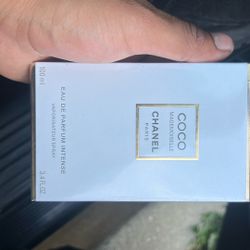 COCO
MADEMOISELLE
CHANEL
PARIS
EAU DE PARFUM INTENSE
VAPORISATEUR SPRAY
100 ml
3.4 FL.OZ